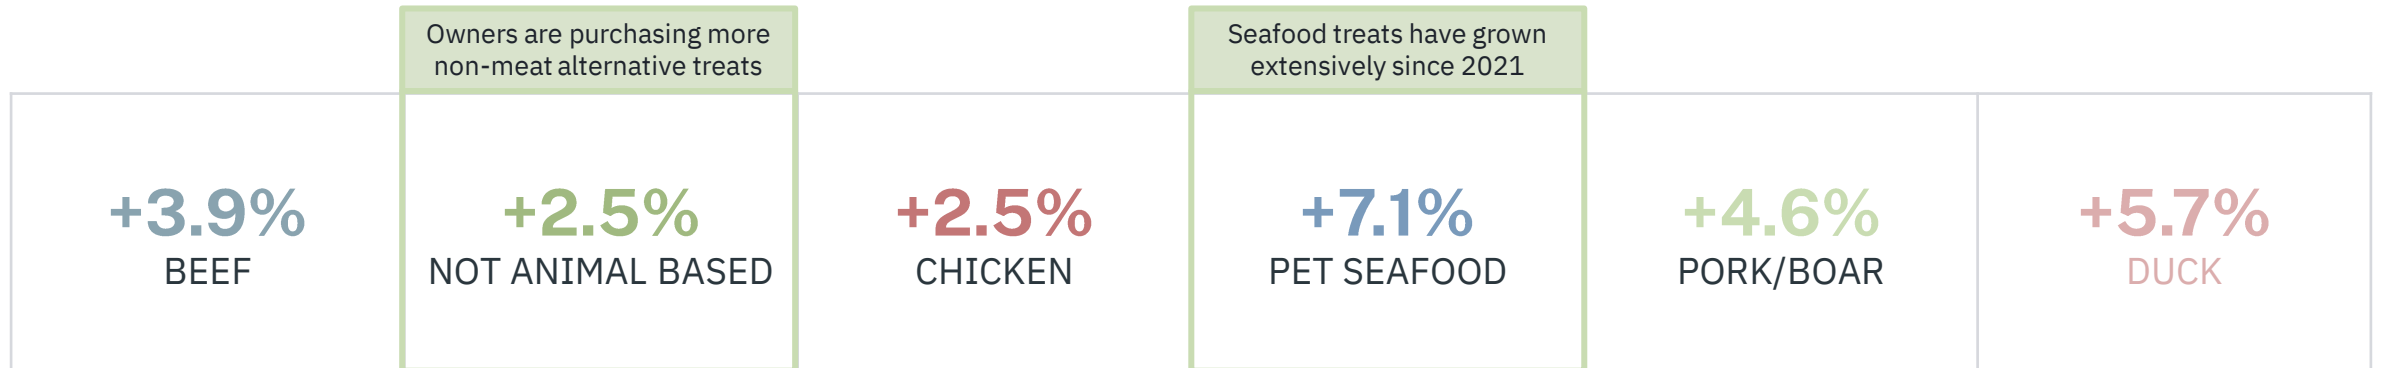 Owners are purchasing more
non-meat alternative treats
Seafood treats have grown
extensively since 2021
+3.9%
BEEF
+2.5%
NOT ANIMAL BASED
+2.5%
CHICKEN
+7.1%
PET SEAFOOD
+4.6%
PORK/BOAR
+5.7%
DUCK